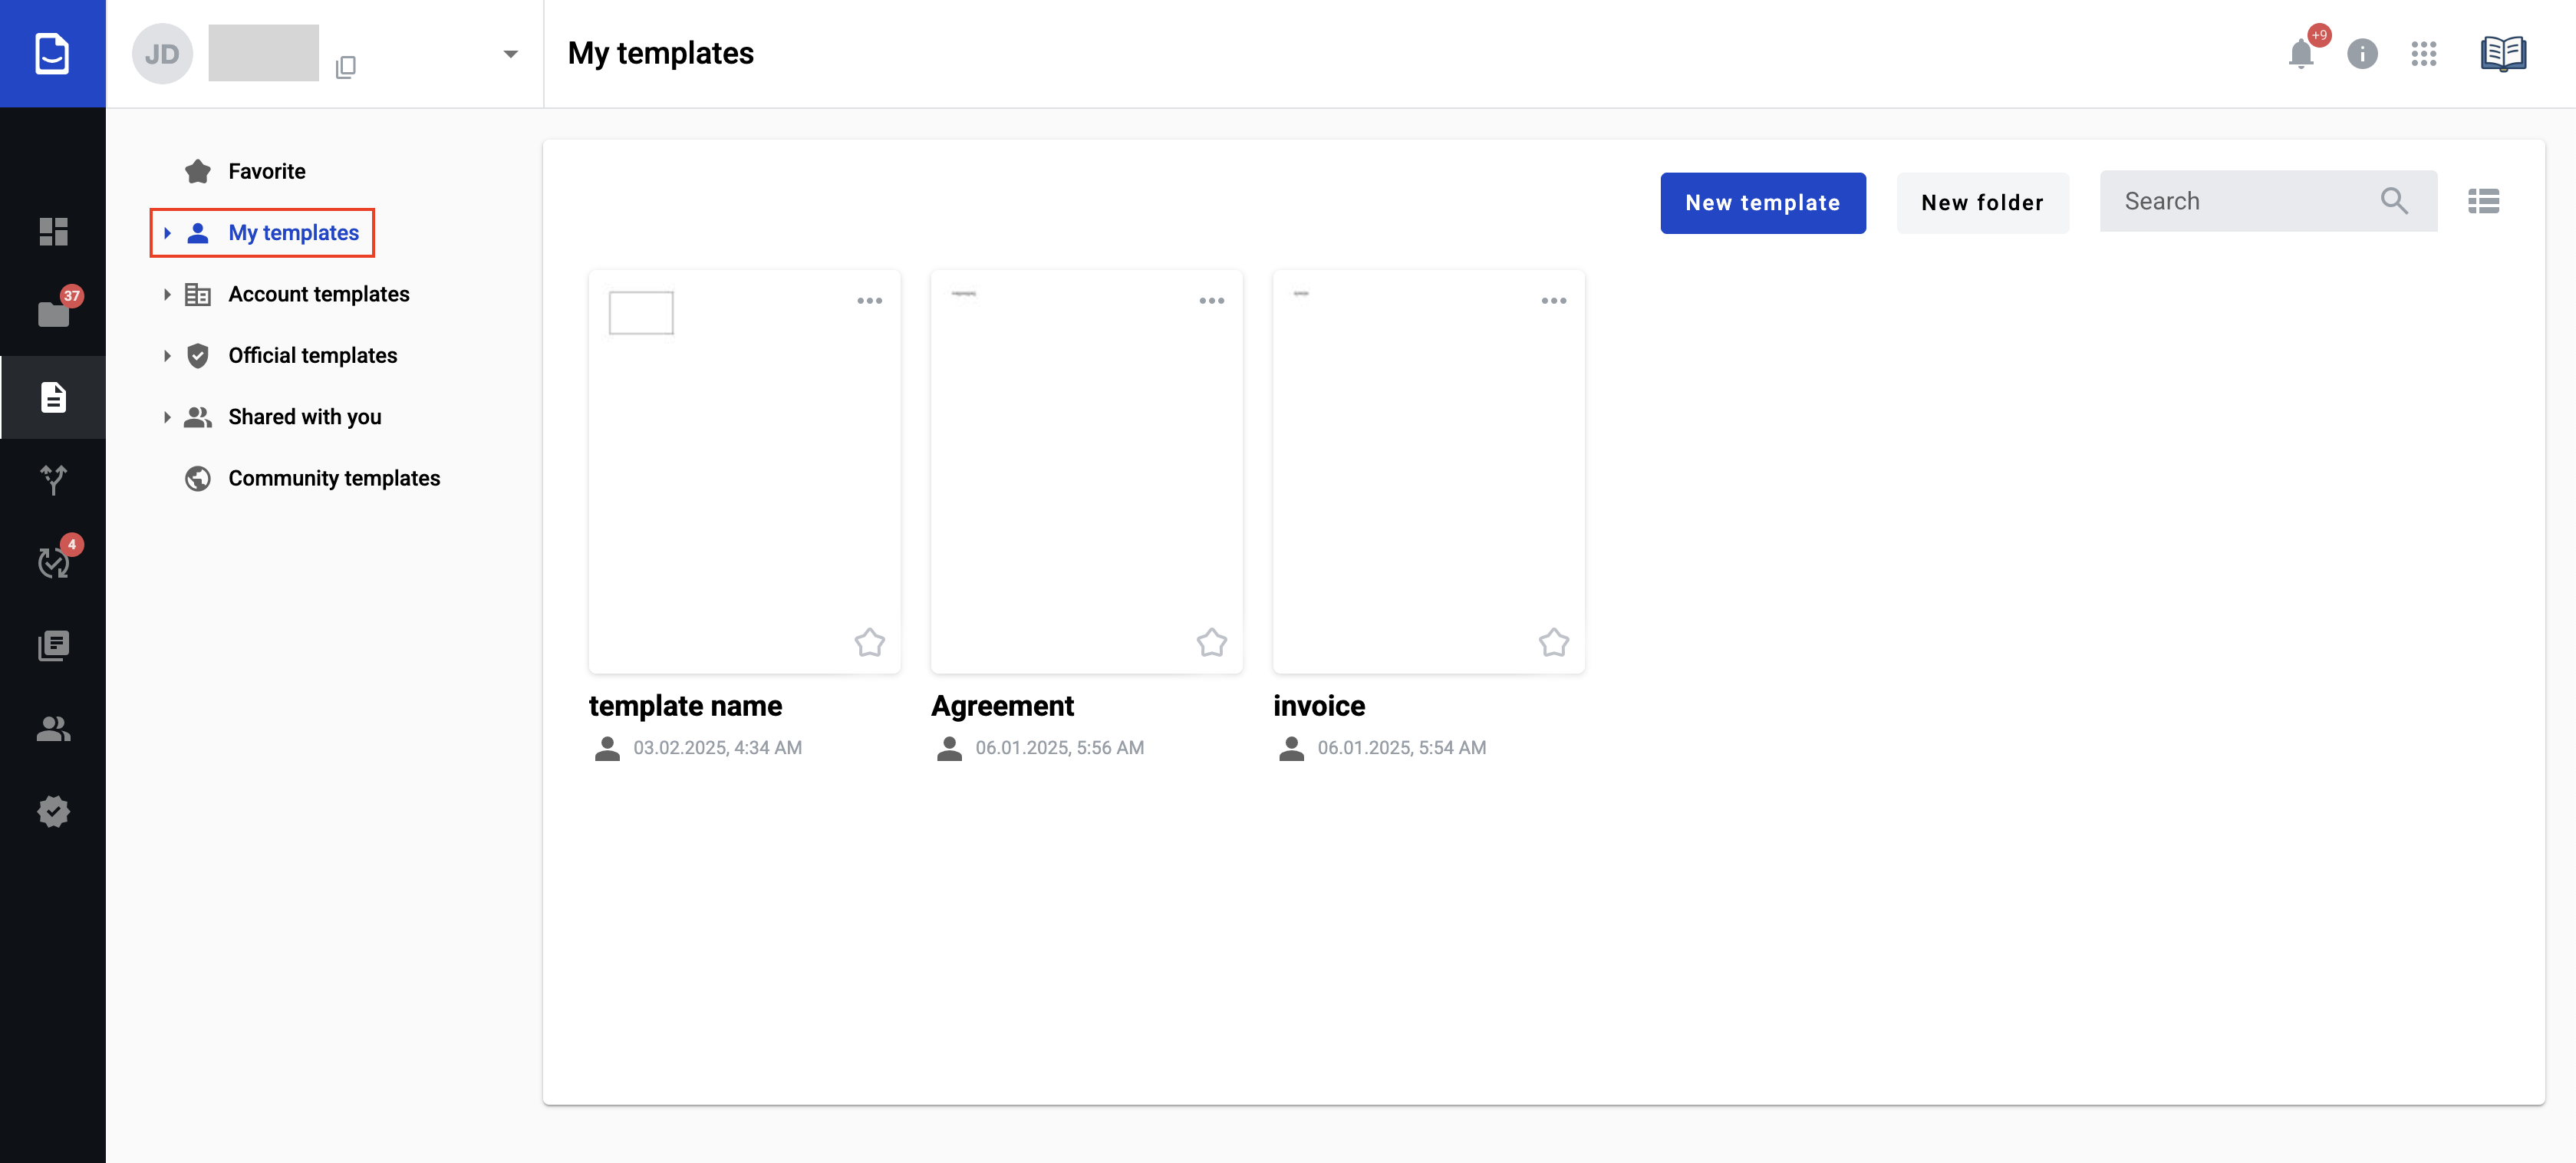 JD
My templates
+9
Favorite
My templates
Account templates
Official templates
Shared with you
Community templates
37
4
New template
New folder
Search
template name
03.02.2025, 4:34 AM
Agreement
06.01.2025, 5:56 AM
invoice
06.01.2025, 5:54 AM